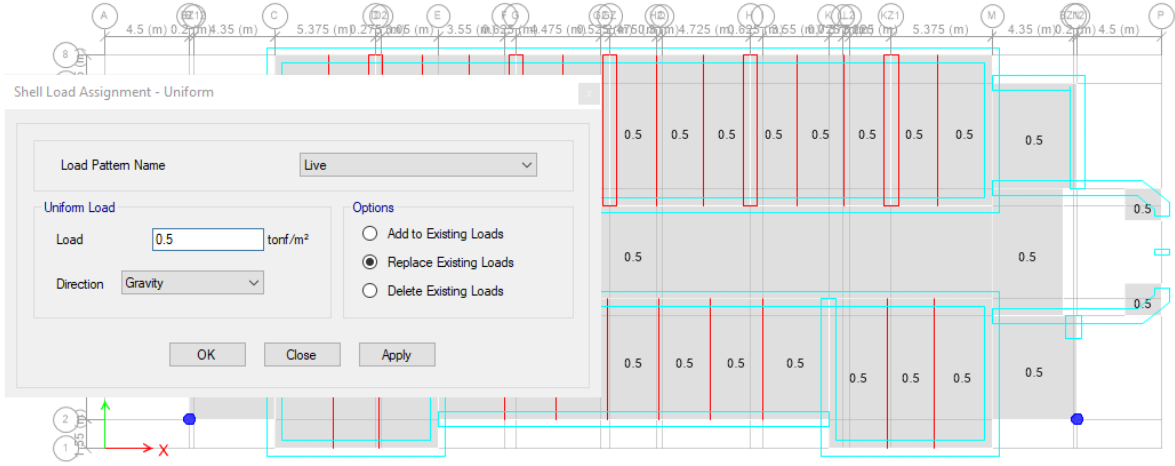 A
C
E
H
M
P
4.5 (m)
4.35 (m)
5.375 (m)
3.55 (m)
4.475 (m)
4.725 (m)
5.375 (m)
4.35 (m)
4.5 (m)
KZ1
8
Shell Load Assignment - Uniform
Load Pattern Name
Live
Uniform Load
Load
0.5
tonf/m²
Direction
Gravity
Options
Add to Existing Loads
Replace Existing Loads
Delete Existing Loads
OK
Close
Apply
0.5 0.5 0.5 0.5 0.5 0.5 0.5 0.5
0.5
0.5
0.5
0.5
0.5
0.5 0.5 0.5 0.5
0.5 0.5 0.5
0.5
2
1
X